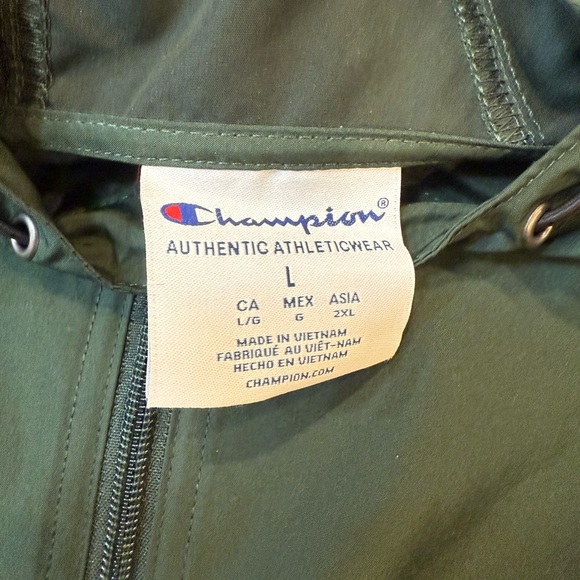 Champion®
AUTHENTIC ATHLETICWEAR
L
CA MEX ASIA
L/G G 2XL
MADE IN VIETNAM
FABRIQUÉ AU VIÊT-NAM
HECHO EN VIETNAM
CHAMPION.COM